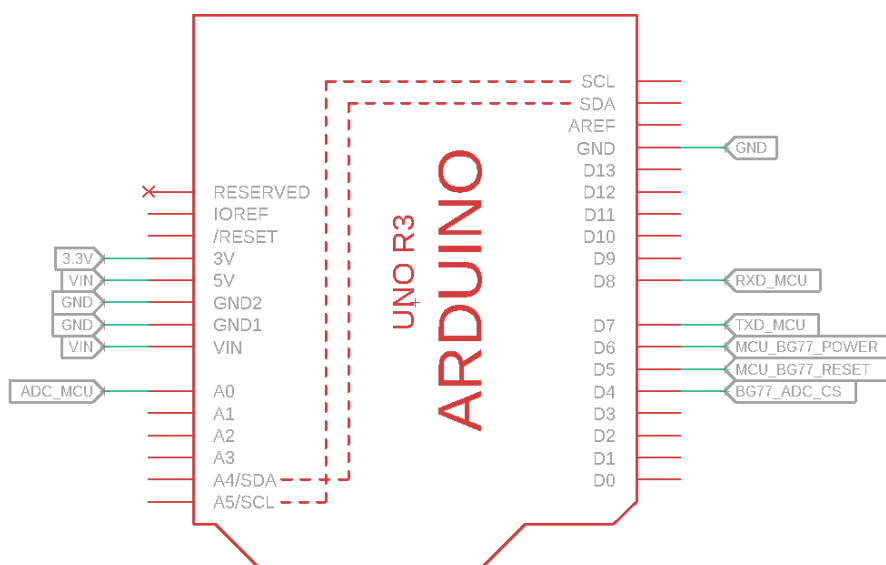 SCL
SDA
AREF
GND GND
D13
RESERVED D12
IOREF D11
/RESET D10
3.3V 3V D9
VIN 5V D8 RXD_MCU
GND GND2
GND GND1 D7 TXD_MCU
VIN VIN D6 MCU_BG77_POWER
D5 MCU_BG77_RESET
ADC_MCU A0 D4 BG77_ADC_CS
A1 D3
A2 D2
A3 D1
A4/SDA D0
A5/SCL
UNO R3
ARDUINO